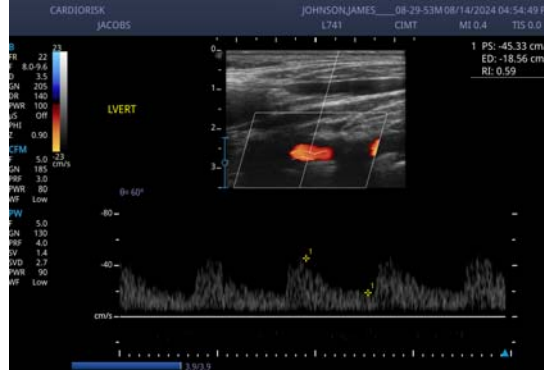 CARDIORISK JOHNSON,JAMES____08-29-53M 08/14/2024 04:54:49 P
JACOBS L741 CIMT MI 0.4 TIS 0.0
B
FR 22
F 8.0-9.6
D 3.5
GN 205
DR 140
PWR 100
µS Off
PHI
Z 0.90
CFM
F 5.0
GN 185
PRF 3.0
PWR 80
WF Low
PW
F 5.0
GN 130
PRF 4.0
SV 1.4
SVD 2.7
PWR 90
WF Low
23
-23
cm/s
LVERT
θ= 60°
0
1
2
3
1 PS: -45.33 cm/
ED: -18.56 cm/
RI: 0.59
-80
-40
cm/s
1
1
3.9/3.9